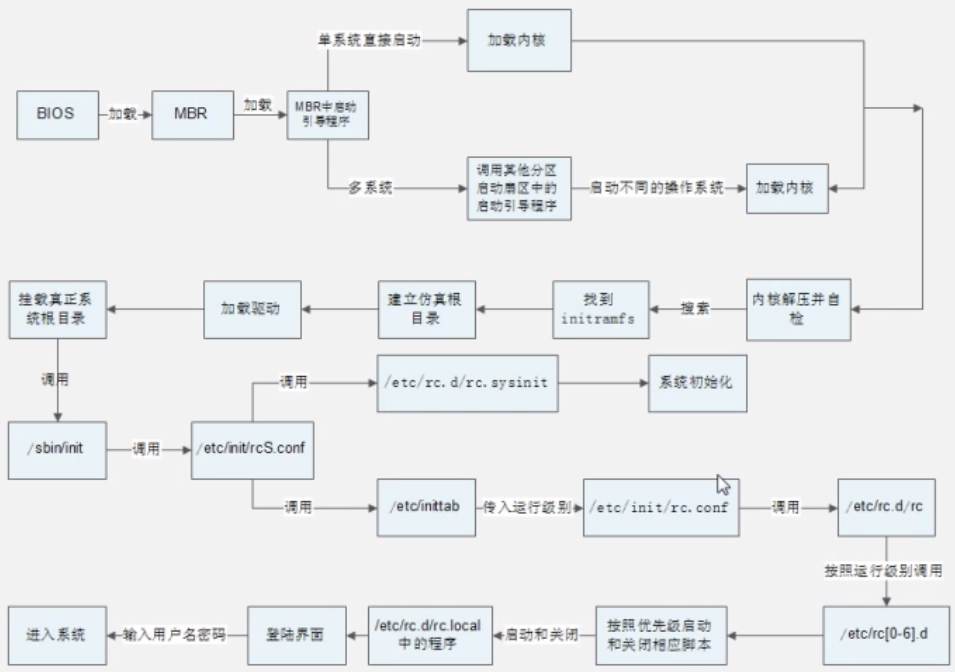 单系统直接启动
加载内核
BIOS
加载
MBR
加载
MBR中启动
引导程序
多系统
调用其他分区
启动扇区中的
启动引导程序
启动不同的操作系统
加载内核
挂载真正系
统根目录
加载驱动
建立仿真根
目录
找到
initramfs
搜索
内核解压并自
检
调用
调用
/etc/rc.d/rc.sysinit
系统初始化
/sbin/init
调用
/etc/init/rcS.conf
调用
/etc/inittab
传入运行级别
/etc/init/rc.conf
调用
/etc/rc.d/rc
按照运行级别调用
进入系统
输入用户名密码
登陆界面
/etc/rc.d/rc.local
中的程序
启动和关闭
按照优先级启动
和关闭相应脚本
/etc/rc[0-6].d